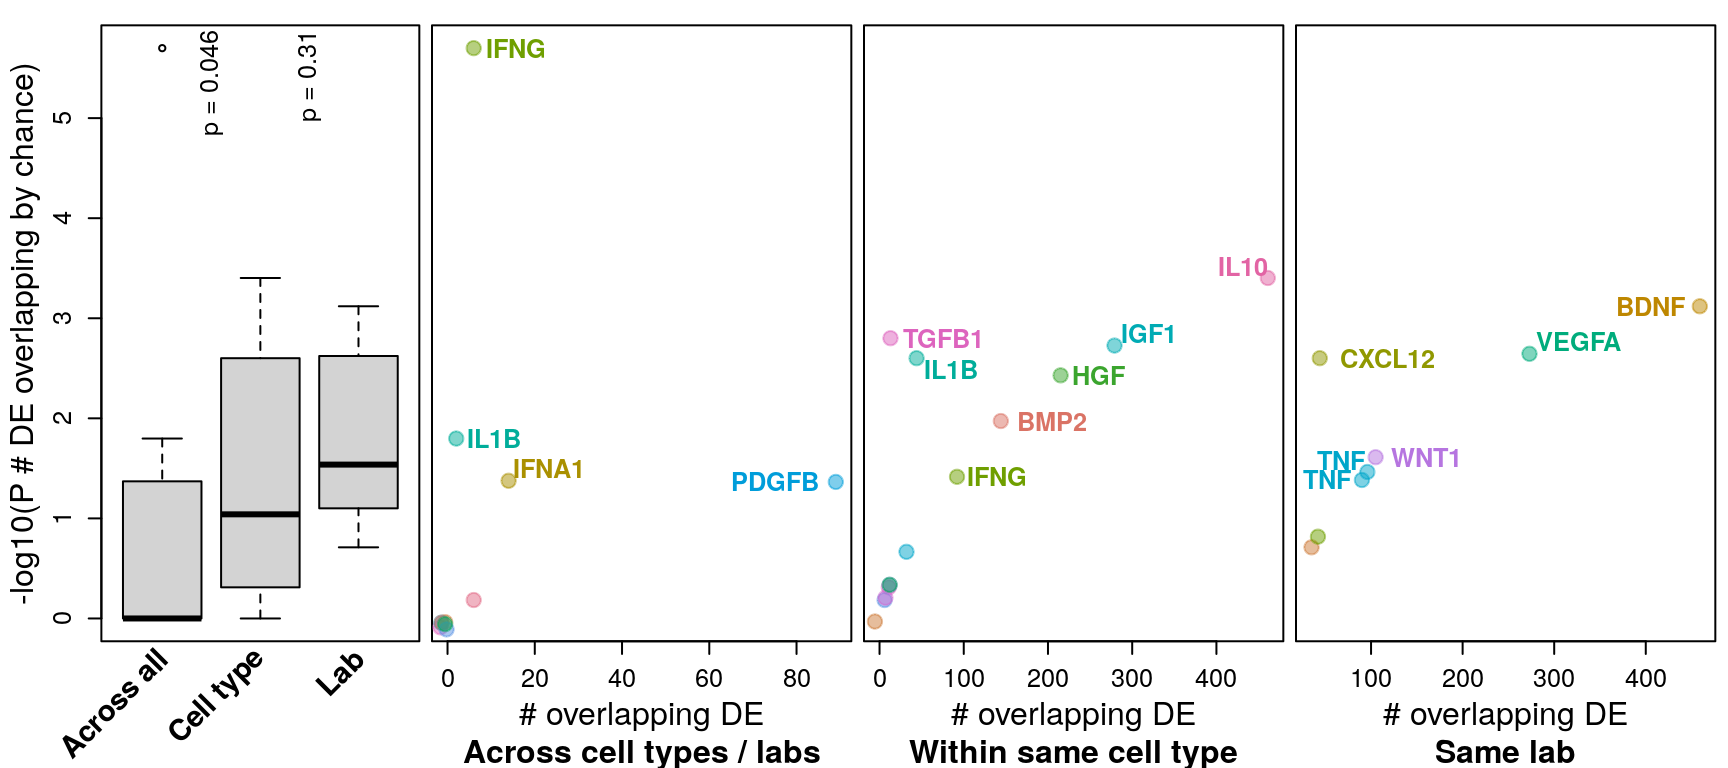 -log10(P # DE overlapping by chance)
0
1
2
3
4
5
p = 0.046
p = 0.31
Across all
Cell type
Lab
IFNG
IL1B
IFNA1
PDGFB
0 20 40 60 80
# overlapping DE
Across cell types / labs
IL10
TGFB1
IGF1
IL1B
HGF
BMP2
IFNG
0 100 200 300 400
# overlapping DE
Within same cell type
BDNF
VEGFA
CXCL12
TNF
WNT1
TNF
100 200 300 400
# overlapping DE
Same lab